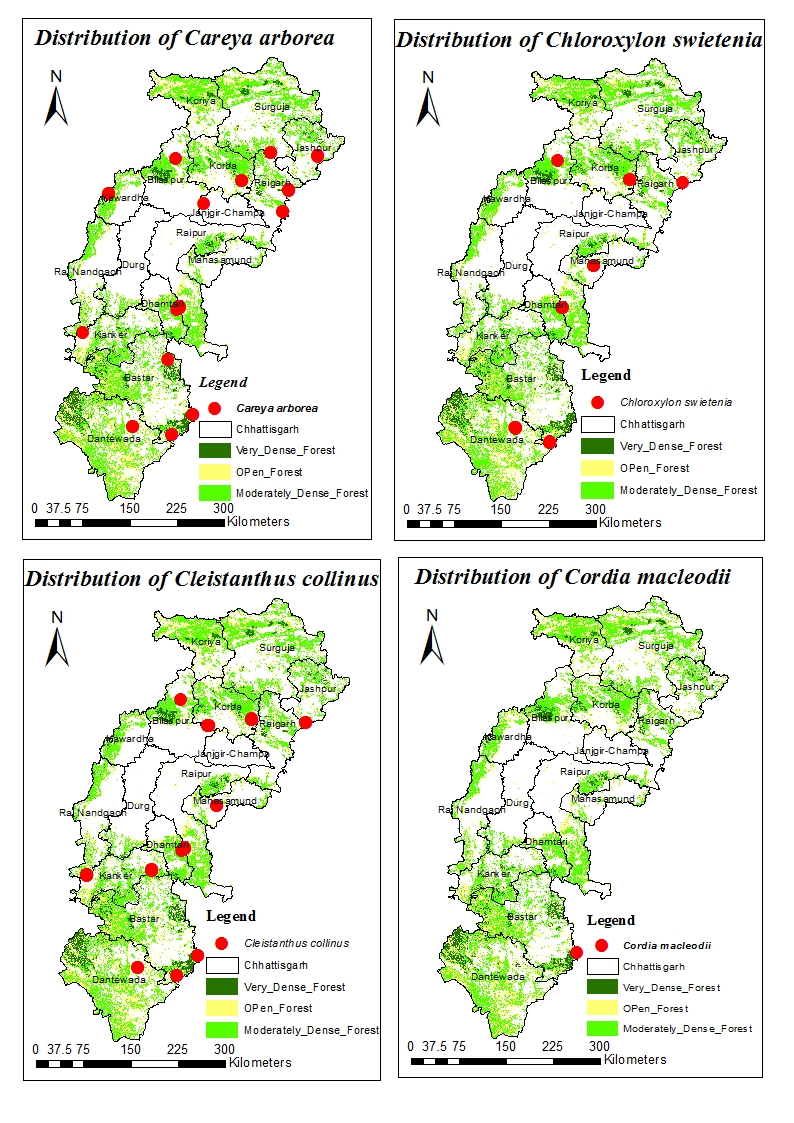 Distribution of Careya arborea
N
Koriya
Surguja
Jashpur
Korba
Bilaspur
Raigarh
Kawardha
Janjgir-Champa
Raipur
Mahasamund
Durg
Raj Nandgaon
Dhamtari
Kanker
Bastar
Dantewada
Legend
Careya arborea
Chhattisgarh
Very_Dense_Forest
OPen_Forest
Moderately_Dense_Forest
0 37.5 75 150 225 300
Kilometers
Distribution of Chloroxylon swietenia
N
Koriya
Surguja
Jashpur
Korba
Bilaspur
Raigarh
Kawardha
Janjgir-Champa
Raipur
Mahasamund
Durg
Raj Nandgaon
Dhamtari
Kanker
Bastar
Dantewada
Legend
Chloroxylon swietenia
Chhattisgarh
Very_Dense_Forest
OPen_Forest
Moderately_Dense_Forest
0 37.5 75 150 225 300
Kilometers
Distribution of Cleistanthus collinus
N
Koriya
Surguja
Jashpur
Korba
Bilaspur
Raigarh
Kawardha
Janjgir-Champa
Raipur
Mahasamund
Durg
Raj Nandgaon
Dhamtari
Kanker
Bastar
Dantewada
Legend
Cleistanthus collinus
Chhattisgarh
Very_Dense_Forest
OPen_Forest
Moderately_Dense_Forest
0 37.5 75 150 225 300
Kilometers
Distribution of Cordia macleodii
N
Koriya
Surguja
Jashpur
Korba
Bilaspur
Raigarh
Kawardha
Janjgir-Champa
Raipur
Mahasamund
Durg
Raj Nandgaon
Dhamtari
Kanker
Bastar
Dantewada
Legend
Cordia macleodii
Chhattisgarh
Very_Dense_Forest
OPen_Forest
Moderately_Dense_Forest
0 37.5 75 150 225 300
Kilometers